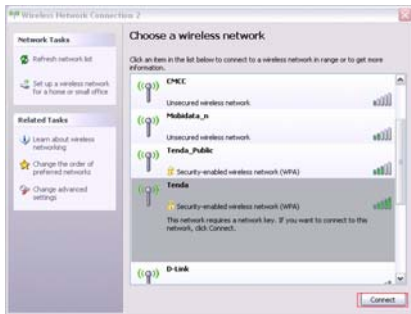 Wireless Network Connection 2
Network Tasks
Refresh network list
Set up a wireless network
for a home or small office
Related Tasks
Learn about wireless
networking
Change the order of
preferred networks
Change advanced
settings
Choose a wireless network
Click an item in the list below to connect to a wireless network in range or to get more
information.
EMCC
Unsecured wireless network
Mobidata_n
Unsecured wireless network
Tenda_Public
Security-enabled wireless network (WPA)
Tenda
Security-enabled wireless network (WPA)
This network requires a network key. If you want to connect to this
network, click Connect.
D-Link
Connect